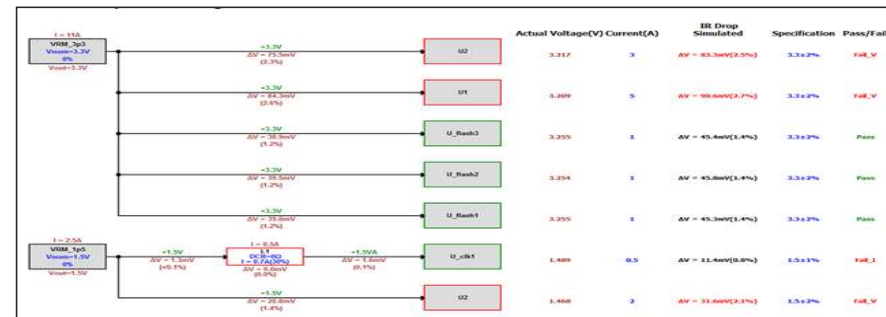 Actual Voltage(V) Current(A) IR Drop Simulated Specification Pass/Fail
I = 11A
VRM_3p3
Vnom=3.3V
0%
Vout=3.3V
+3.3V
ΔV = 75.5mV
(2.3%)
U2
3.217 3 ΔV = 83.3mV(2.5%) 3.3±2% Fail_V
+3.3V
ΔV = 84.3mV
(2.6%)
U1
3.209 5 ΔV = 90.6mV(2.7%) 3.3±2% Fail_V
+3.3V
ΔV = 38.9mV
(1.2%)
U_flash3
3.255 1 ΔV = 45.4mV(1.4%) 3.3±2% Pass
+3.3V
ΔV = 39.5mV
(1.2%)
U_flash2
3.254 1 ΔV = 45.8mV(1.4%) 3.3±2% Pass
+3.3V
ΔV = 39.6mV
(1.2%)
U_flash1
3.255 1 ΔV = 45.3mV(1.4%) 3.3±2% Pass
I = 2.5A
VRM_1p5
Vnom=1.5V
0%
Vout=1.5V
+1.5V
ΔV = 1.3mV
(<0.1%)
I = 0.5A
L1
DCR=0Ω
I = 0.7A(30%)
ΔV = 0.0mV
(0.0%)
+1.5VA
ΔV = 1.6mV
(0.1%)
U_clk1
1.489 0.5 ΔV = 11.4mV(0.8%) 1.5±1% Fail_I
+1.5V
ΔV = 20.8mV
(1.4%)
U2
1.468 2 ΔV = 31.6mV(2.1%) 1.5±2% Fail_V